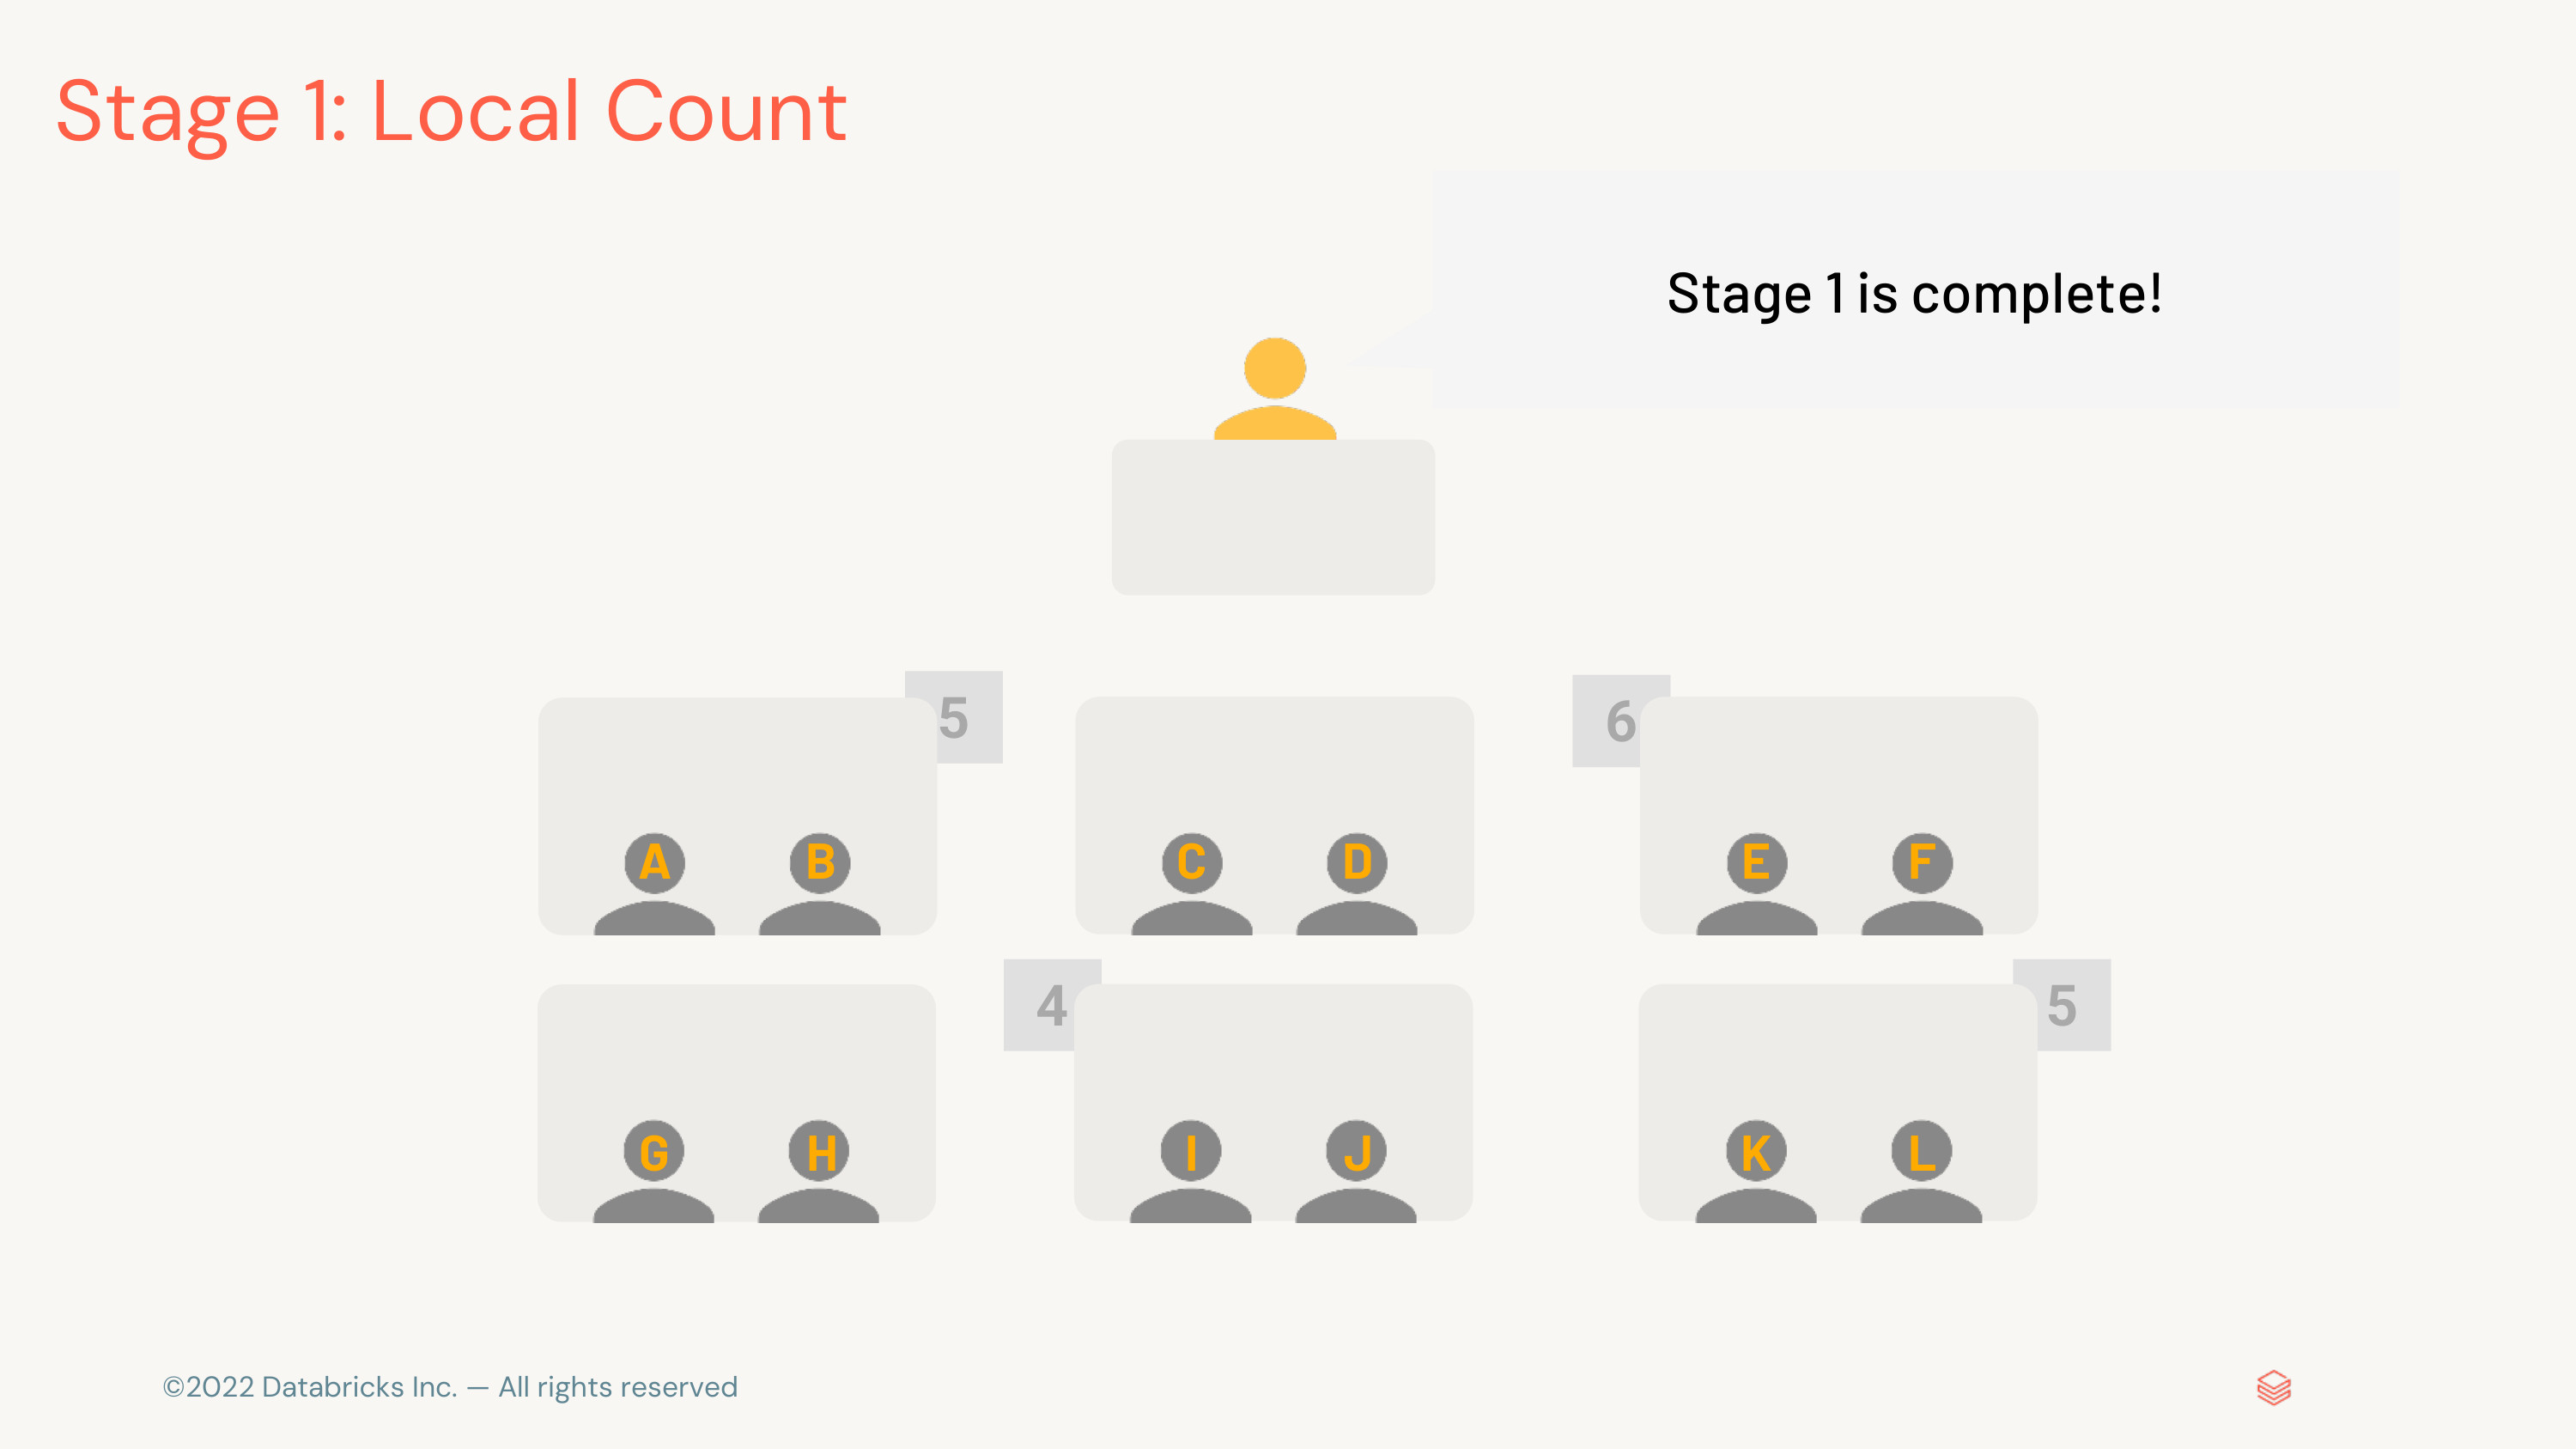 Stage 1: Local Count
Stage 1 is complete!
5
6
A B C D E F
4
5
G H I J K L
©2022 Databricks Inc. — All rights reserved